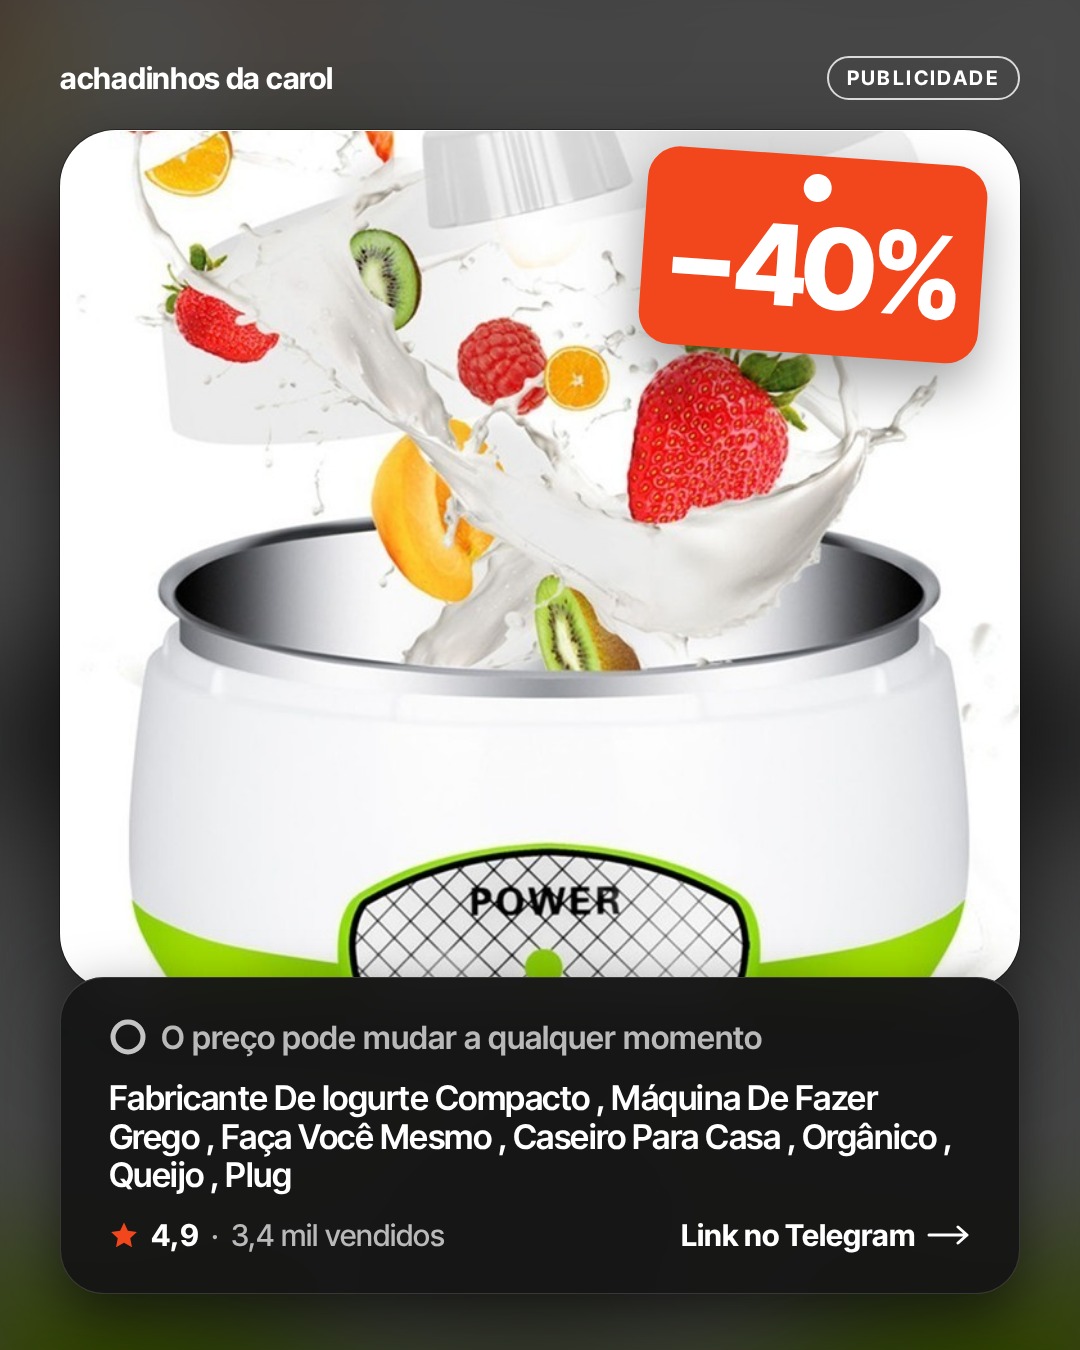 achadinhos da carol
PUBLICIDADE
−40%
POWER
O preço pode mudar a qualquer momento
Fabricante De Iogurte Compacto , Máquina De Fazer
Grego , Faça Você Mesmo , Caseiro Para Casa , Orgânico ,
Queijo , Plug
4,9 · 3,4 mil vendidos
Link no Telegram →